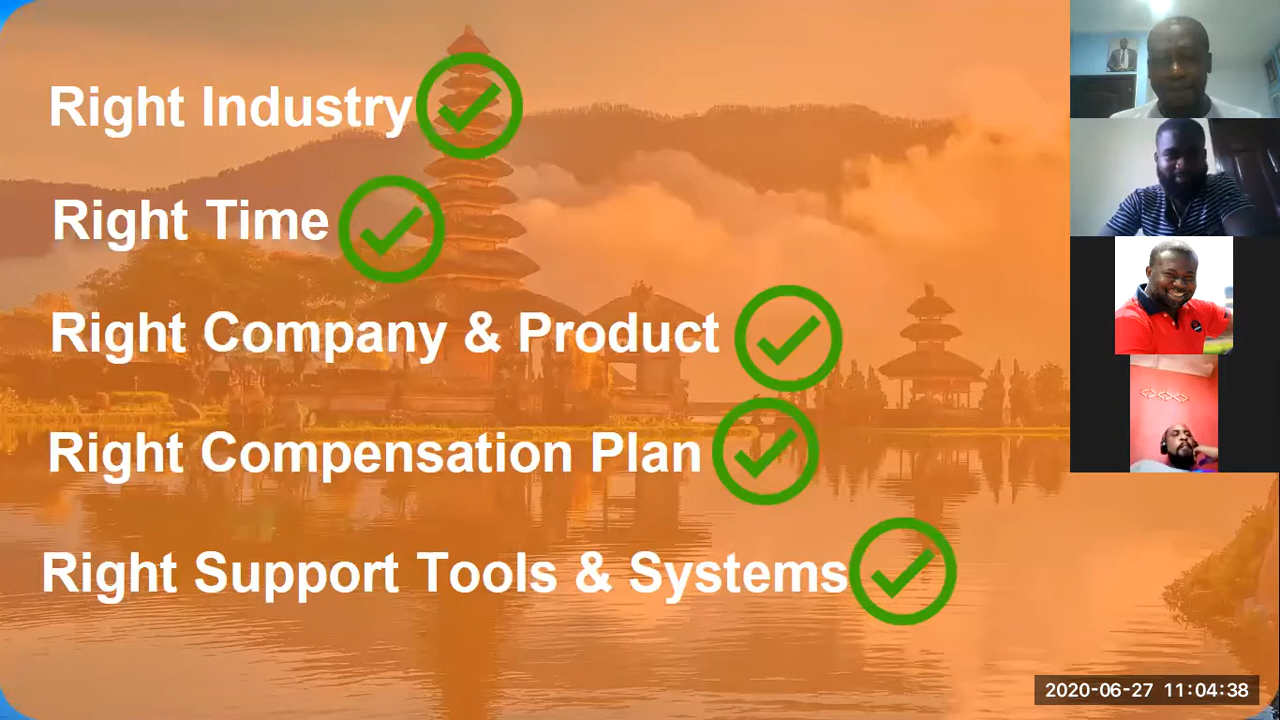 Right Industry
Right Time
Right Company & Product
Right Compensation Plan
Right Support Tools & Systems
2020-06-27 11:04:38